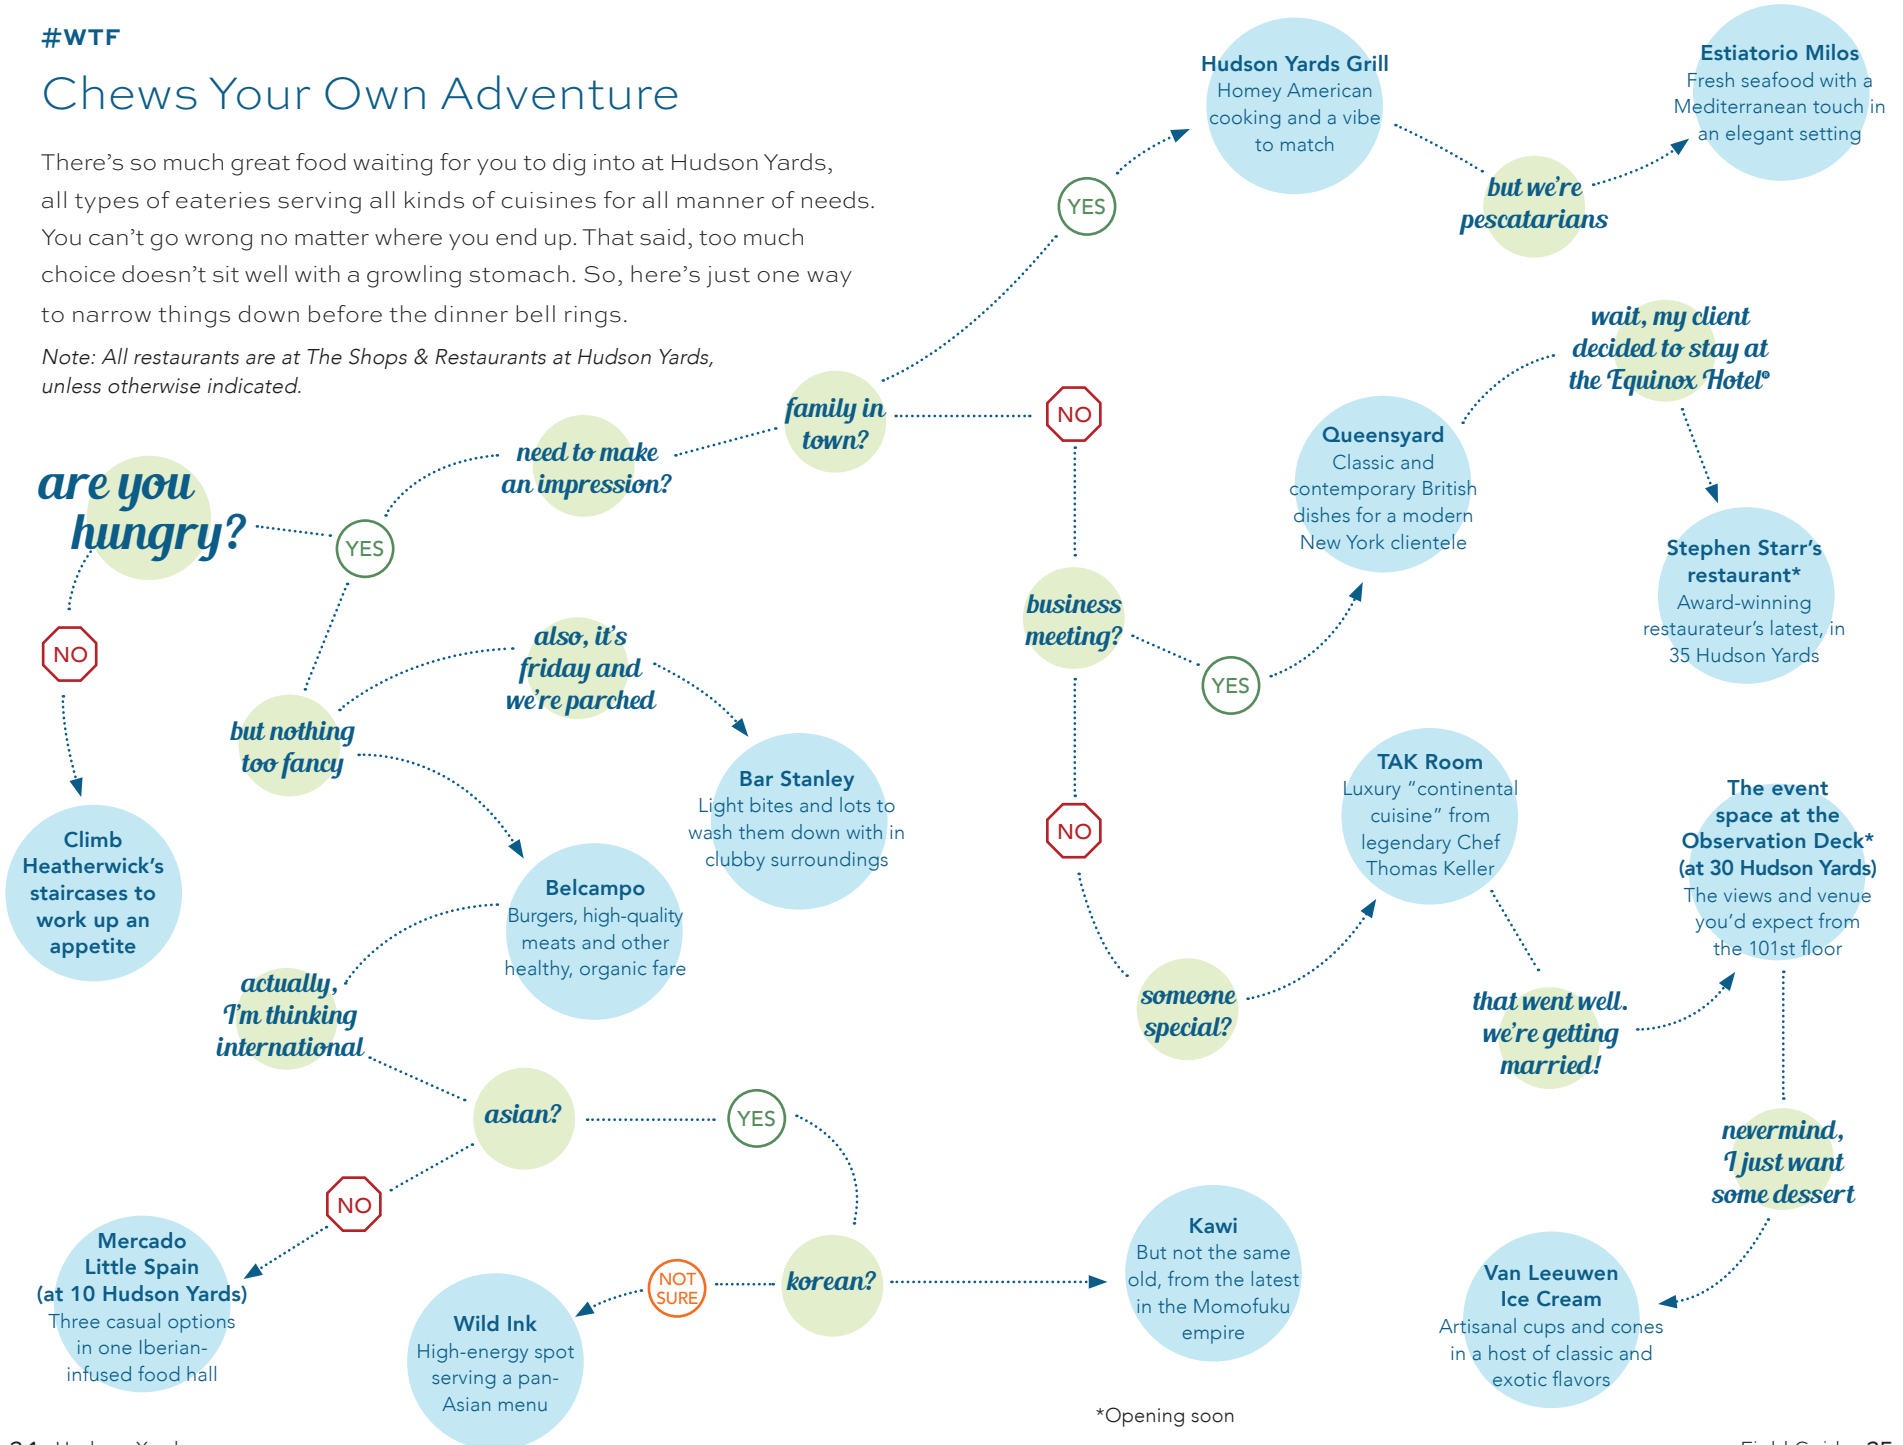 #WTF
Chews Your Own Adventure
There's so much great food waiting for you to dig into at Hudson Yards,
all types of eateries serving all kinds of cuisines for all manner of needs.
You can't go wrong no matter where you end up. That said, too much
choice doesn't sit well with a growling stomach. So, here's just one way
to narrow things down before the dinner bell rings.
Note: All restaurants are at The Shops & Restaurants at Hudson Yards,
unless otherwise indicated.
are you
hungry?
NO
Climb
Heatherwick's
staircases to
work up an
appetite
YES
need to make
an impression?
family in
town?
YES
Hudson Yards Grill
Homey American
cooking and a vibe
to match
but we're
pescatarians
Estiatorio Milos
Fresh seafood with a
Mediterranean touch in
an elegant setting
NO
business
meeting?
YES
Queensyard
Classic and
contemporary British
dishes for a modern
New York clientele
wait, my client
decided to stay at
the Equinox Hotel®
Stephen Starr's
restaurant*
Award-winning
restaurateur's latest, in
35 Hudson Yards
NO
someone
special?
TAK Room
Luxury "continental
cuisine" from
legendary Chef
Thomas Keller
that went well.
we're getting
married!
The event
space at the
Observation Deck*
(at 30 Hudson Yards)
The views and venue
you'd expect from
the 101st floor
nevermind,
I just want
some dessert
Van Leeuwen
Ice Cream
Artisanal cups and cones
in a host of classic and
exotic flavors
but nothing
too fancy
also, it's
friday and
we're parched
Bar Stanley
Light bites and lots to
wash them down with in
clubby surroundings
Belcampo
Burgers, high-quality
meats and other
healthy, organic fare
actually,
I'm thinking
international
asian?
NO
Mercado
Little Spain
(at 10 Hudson Yards)
Three casual options
in one Iberian-
infused food hall
YES
korean?
NOT
SURE
Wild Ink
High-energy spot
serving a pan-
Asian menu
Kawi
But not the same
old, from the latest
in the Momofuku
empire
*Opening soon